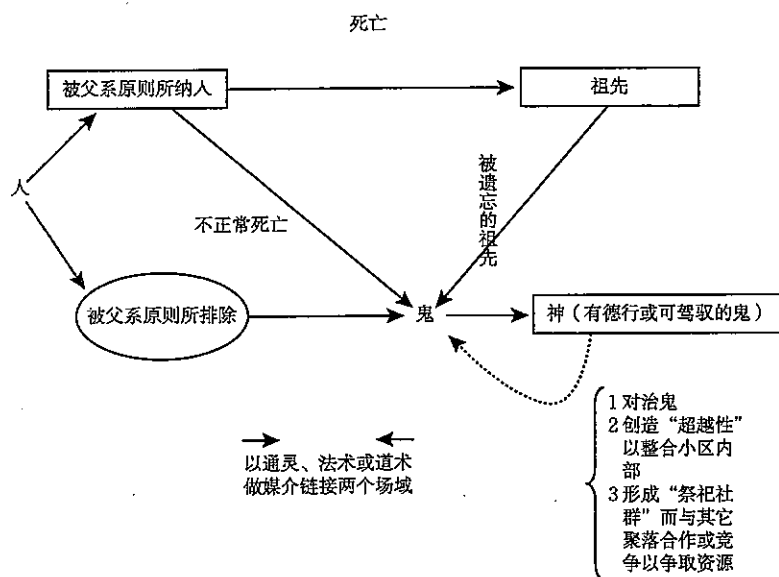 死亡
被父系原则所纳人
祖先
人
被遗忘的祖先
不正常死亡
被父系原则所排除
鬼
神（有德行或可驾驭的鬼）
1 对治鬼
2 创造“超越性”
以整合小区内
部
3 形成“祭祀社
群”而与其它
聚落合作或竞
争以争取资源
以通灵、法术或道术
做媒介链接两个场域